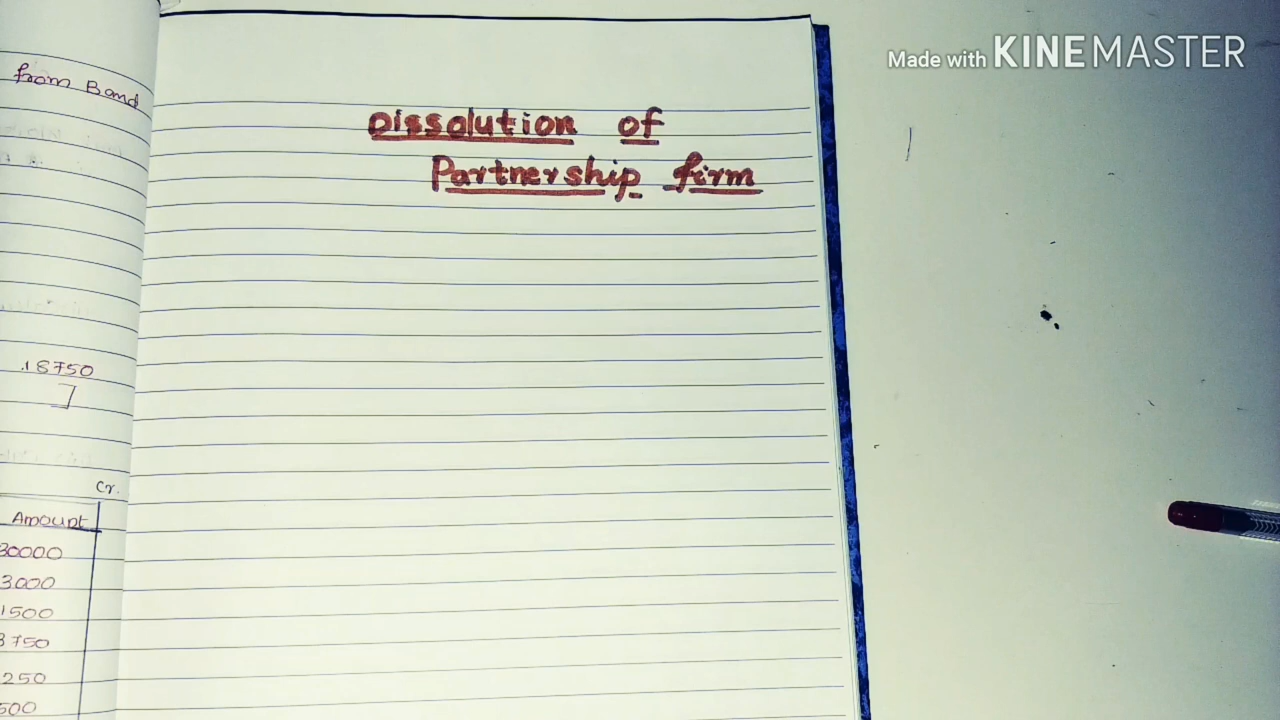 Made with KINEMASTER
from Bond
Dissolution of
Partnership firm
18750
Cr.
Amount
30000
3000
1500
3750
250
500